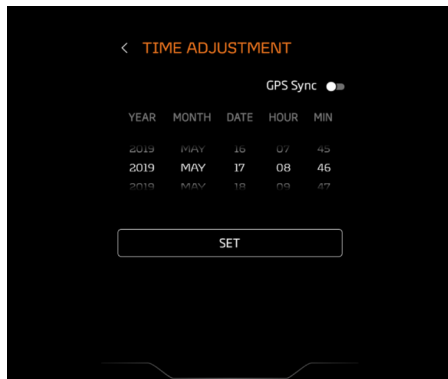 < TIME ADJUSTMENT
GPS Sync
YEAR MONTH DATE HOUR MIN
2019 MAY 16 07 45
2019 MAY 17 08 46
2019 MAY 18 09 47
SET